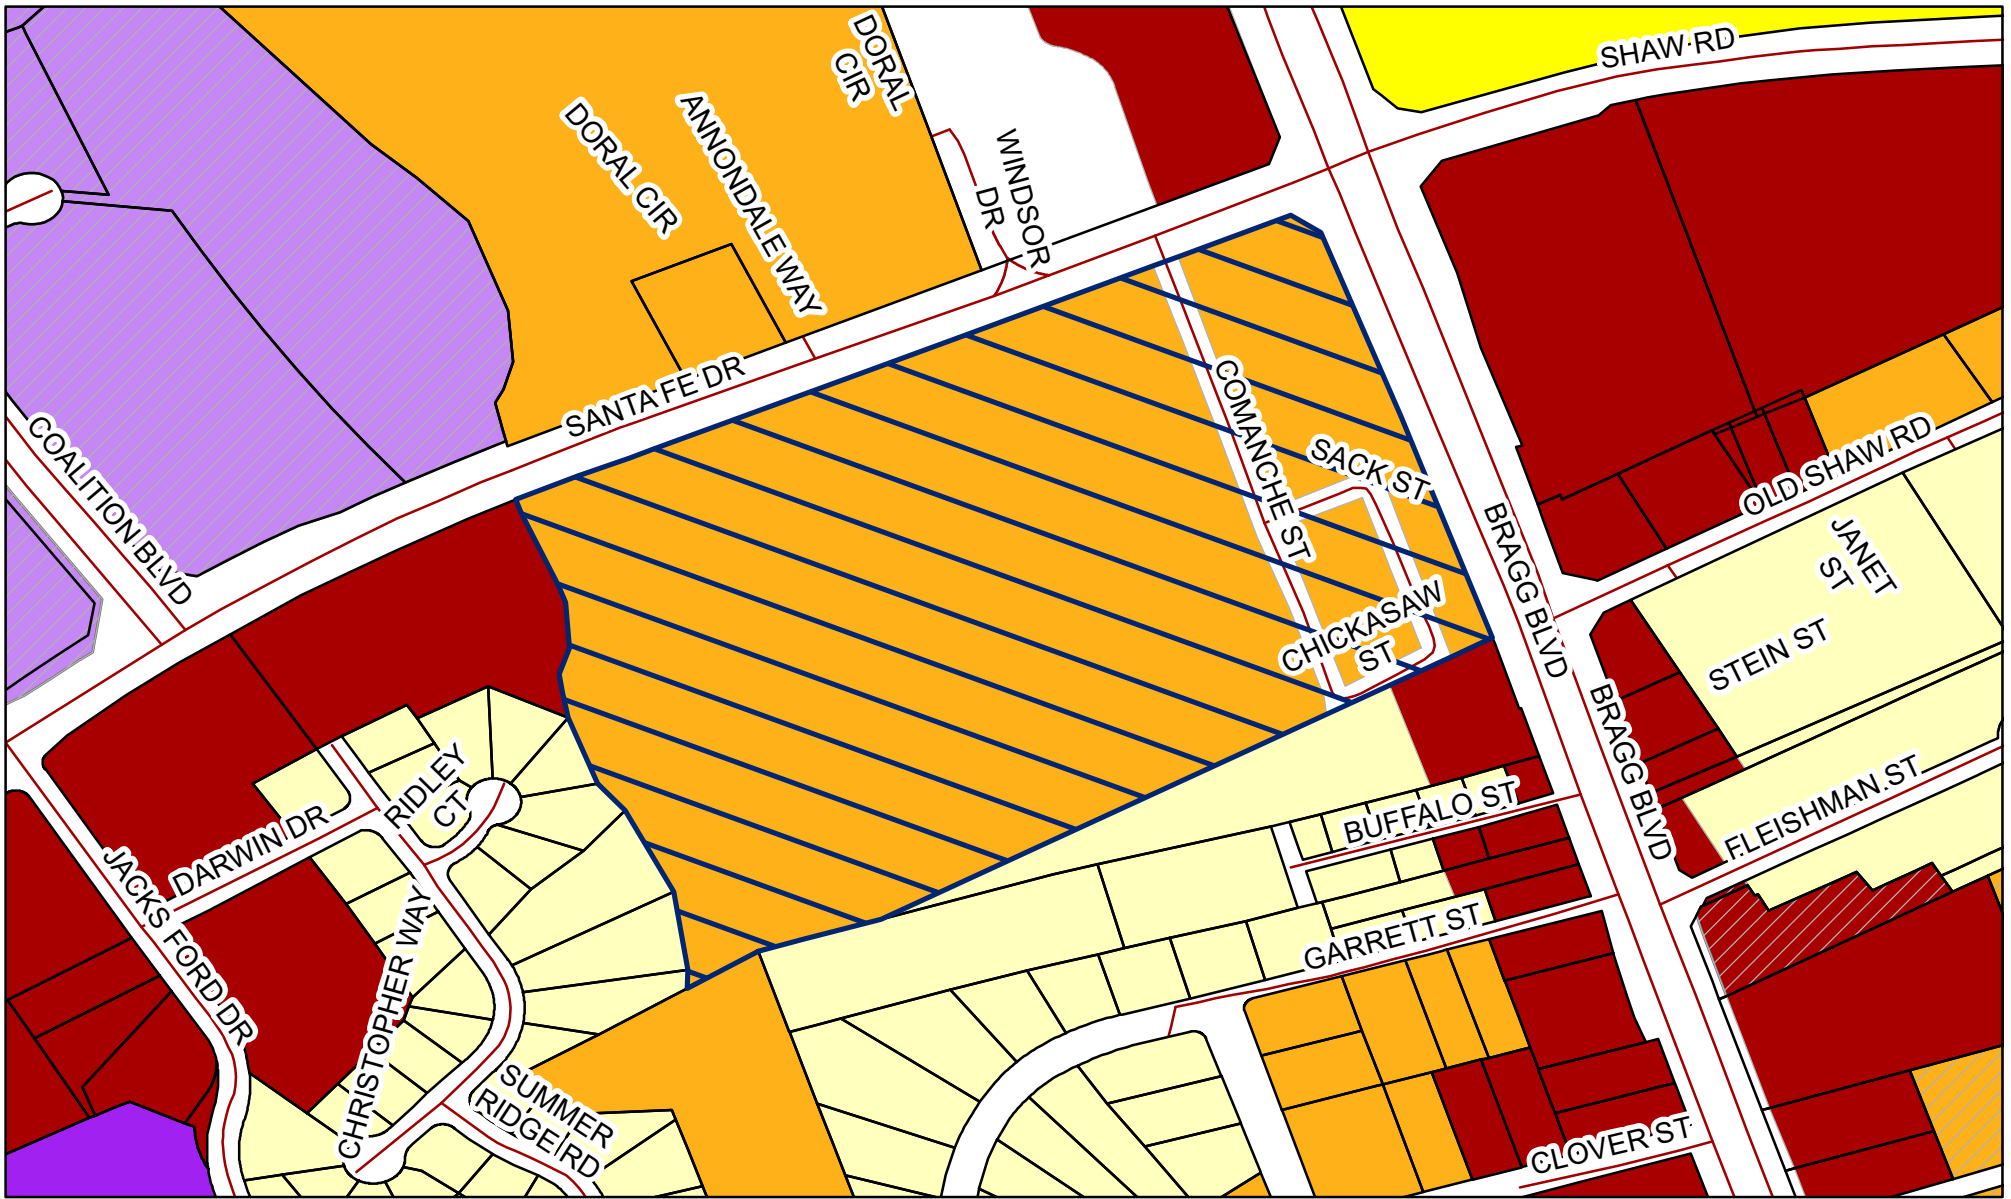 DORAL
CIR
SHAW RD
DORAL CIR
ANNONDALE WAY
WINDSOR
DR
SANTA FE DR
COALITION BLVD
COMANCHE ST
SACK ST
OLD SHAW RD
BRAGG BLVD
JANET
ST
CHICKASAW
ST
STEIN ST
BRAGG BLVD
RIDLEY
CT
BUFFALO ST
FLEISHMAN ST
DARWIN DR
JACKS FORD DR
CHRISTOPHER WAY
GARRETT ST
SUMMER
RIDGE RD
CLOVER ST